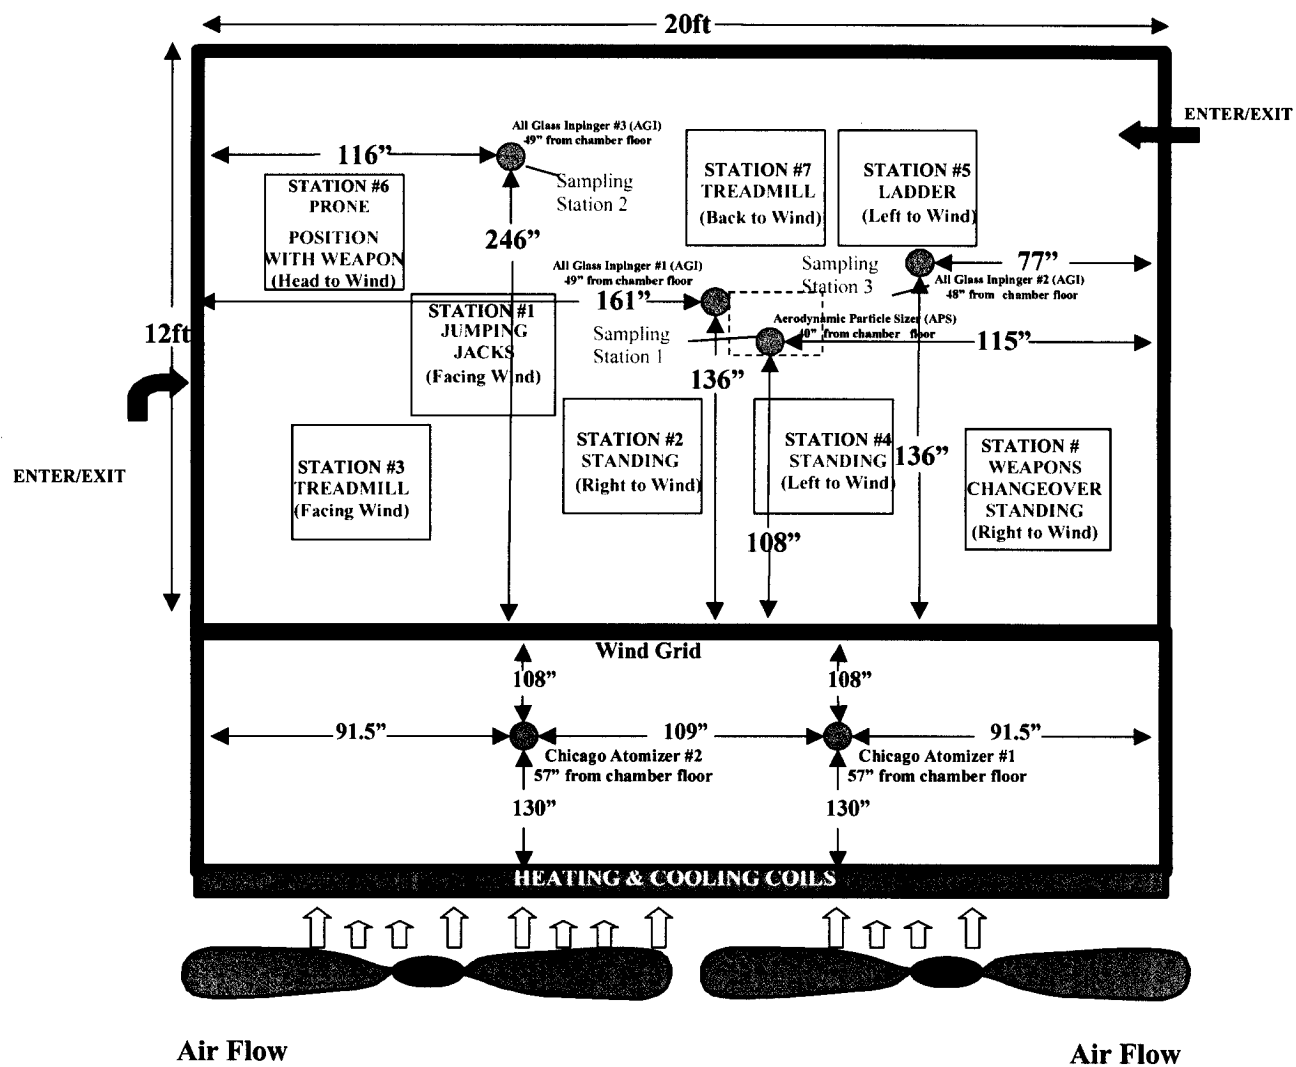 20ft
ENTER/EXIT
All Glass Inpinger #3 (AGI)
49" from chamber floor
116"
Sampling
Station 2
STATION #6
PRONE
POSITION
WITH WEAPON
(Head to Wind)
246"
STATION #7
TREADMILL
(Back to Wind)
STATION #5
LADDER
(Left to Wind)
All Glass Inpinger #1 (AGI)
49" from chamber floor
161"
Sampling
Station 3
77"
All Glass Inpinger #2 (AGI)
48" from chamber floor
12ft
STATION #1
JUMPING
JACKS
(Facing Wind)
Sampling
Station 1
Aerodynamic Particle Sizer (APS)
40" from chamber floor
115"
136"
ENTER/EXIT
STATION #3
TREADMILL
(Facing Wind)
STATION #2
STANDING
(Right to Wind)
STATION #4
STANDING
(Left to Wind)
136"
STATION #
WEAPONS
CHANGEOVER
STANDING
(Right to Wind)
108"
Wind Grid
108"
108"
91.5"
109"
91.5"
Chicago Atomizer #2
57" from chamber floor
Chicago Atomizer #1
57" from chamber floor
130"
130"
HEATING & COOLING COILS
Air Flow
Air Flow